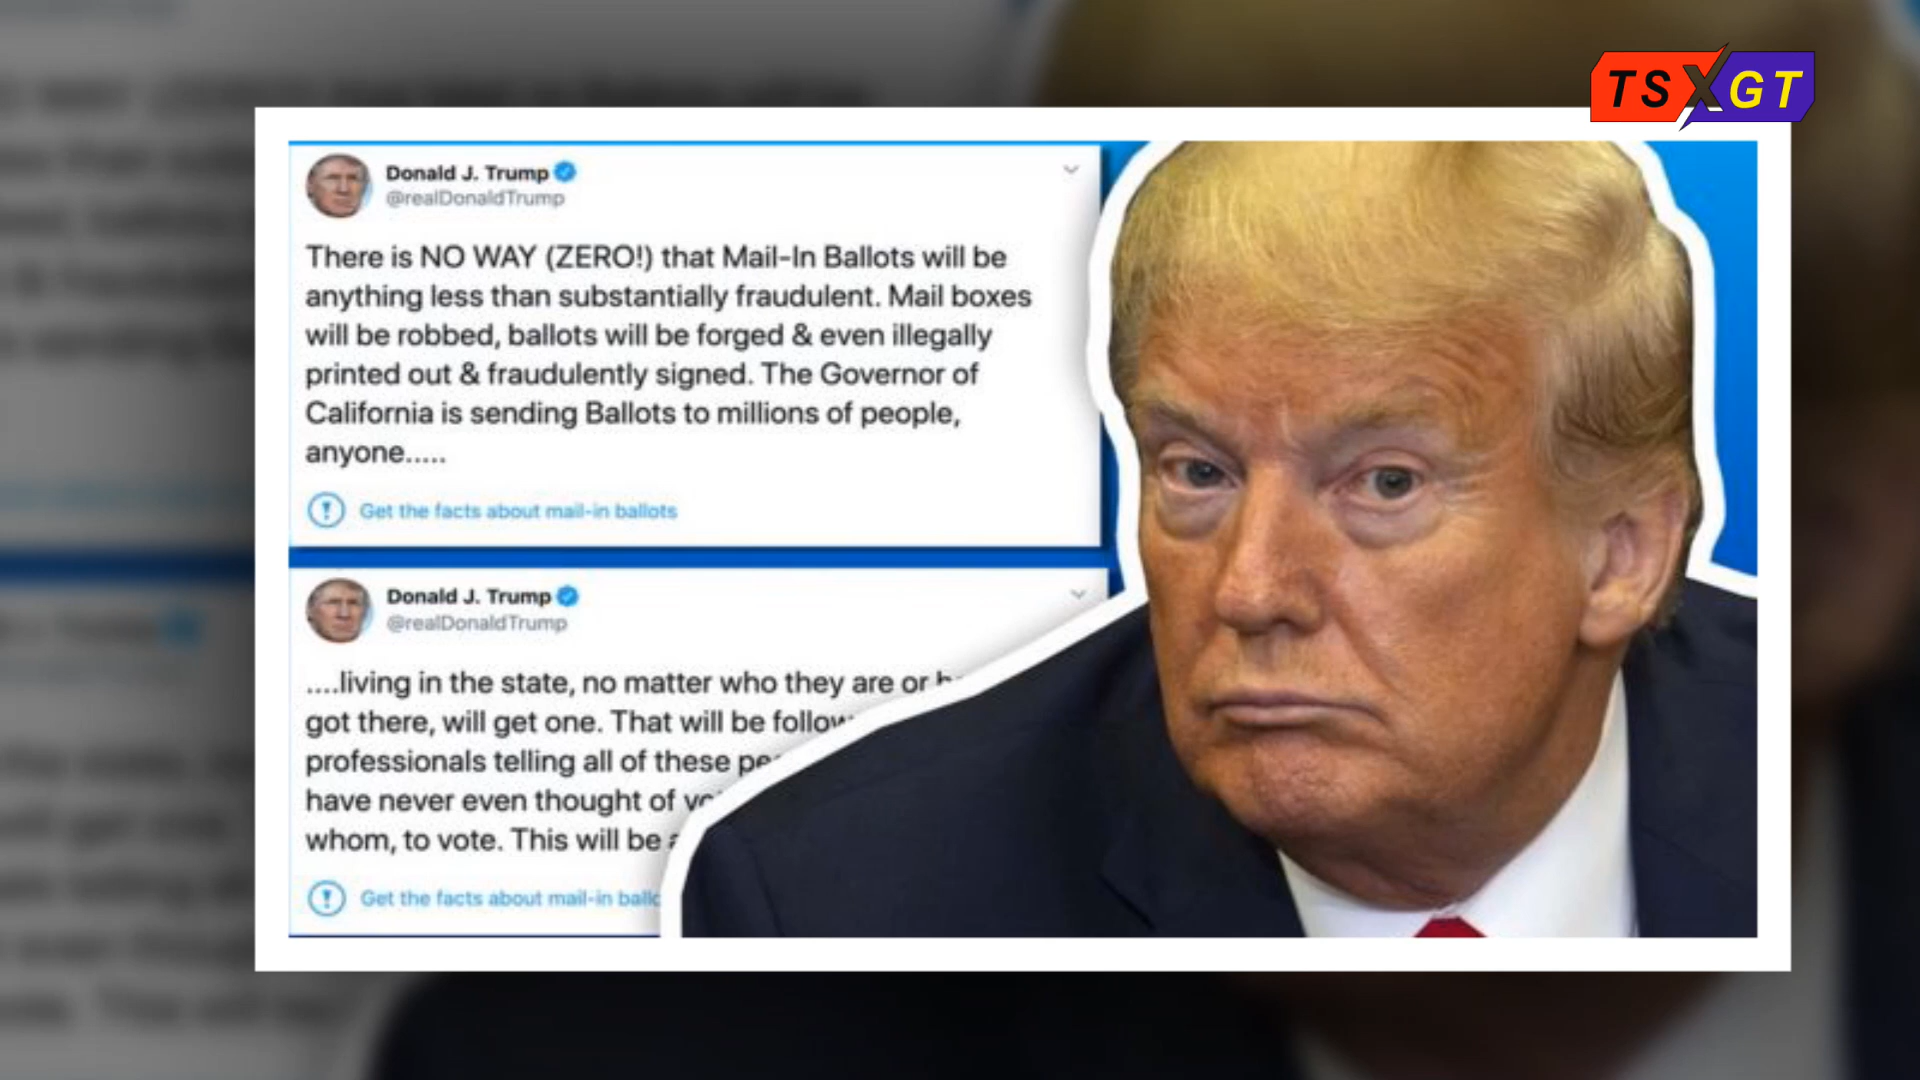 TSXGT
Donald J. Trump
@realDonaldTrump
There is NO WAY (ZERO!) that Mail-In Ballots will be
anything less than substantially fraudulent. Mail boxes
will be robbed, ballots will be forged & even illegally
printed out & fraudulently signed. The Governor of
California is sending Ballots to millions of people,
anyone.....
Get the facts about mail-in ballots
Donald J. Trump
@realDonaldTrump
....living in the state, no matter who they are or
got there, will get one. That will be
professionals telling all of these
have never even thought of
whom, to vote. This will be
Get the facts about mail-in